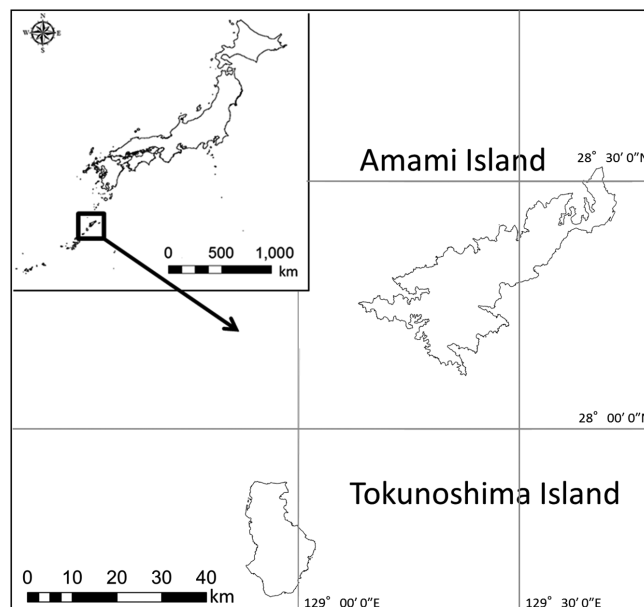 N
W E
S
0 500 1,000
km
Amami Island
28° 30′ 0″N
28° 00′ 0″N
Tokunoshima Island
0 10 20 30 40
km
129° 00′ 0″E
129° 30′ 0″E